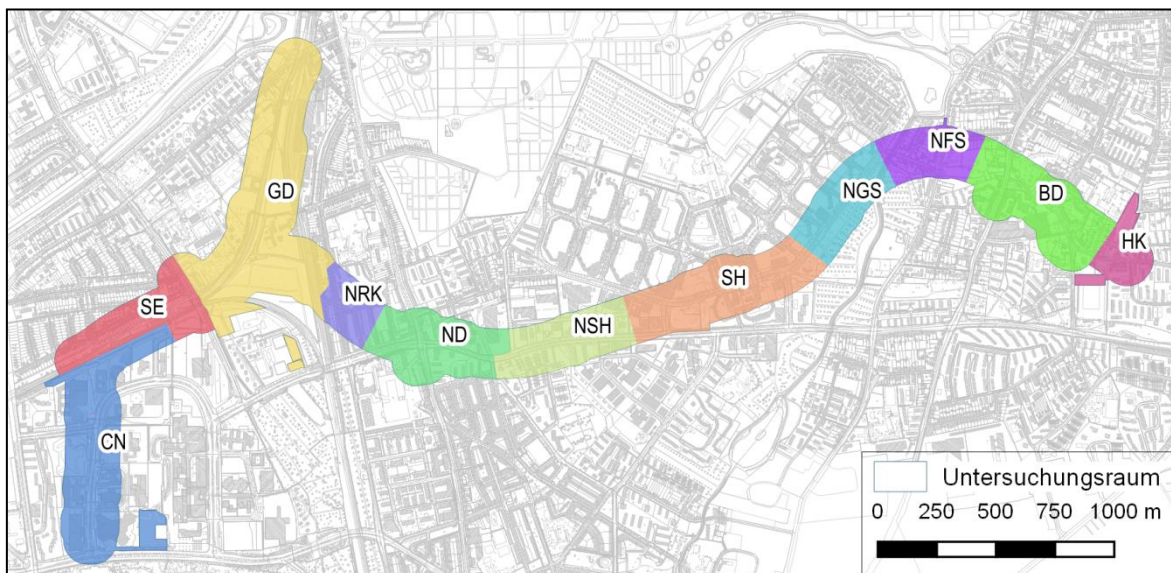 NFS
GD
NGS
BD
HK
NRK
SH
SE
NSH
ND
CN
Untersuchungsraum
0 250 500 750 1000 m